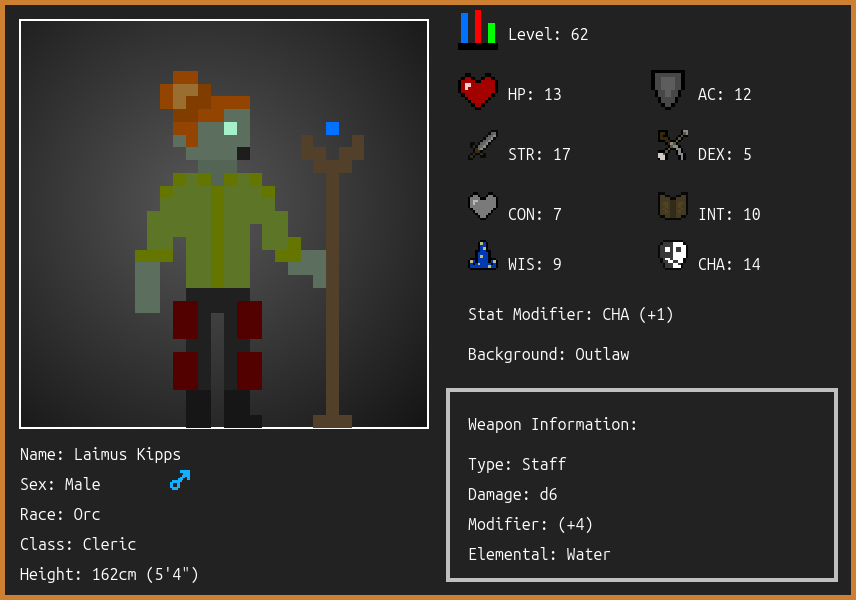 Level: 62
HP: 13
AC: 12
STR: 17
DEX: 5
CON: 7
INT: 10
WIS: 9
CHA: 14
Stat Modifier: CHA (+1)
Background: Outlaw
Name: Laimus Kipps
Sex: Male
Race: Orc
Class: Cleric
Height: 162cm (5'4")
Weapon Information:
Type: Staff
Damage: d6
Modifier: (+4)
Elemental: Water